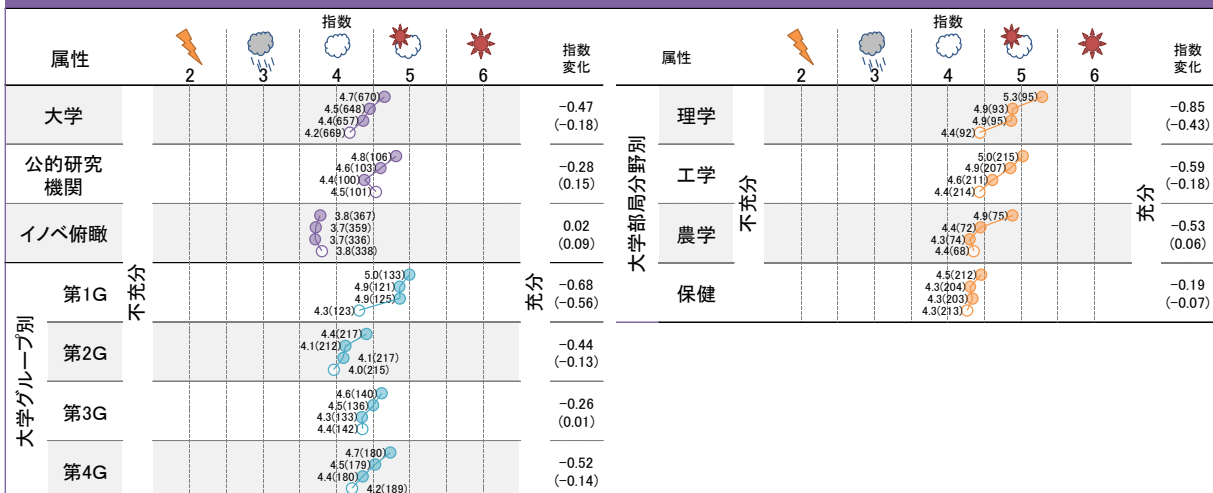 属性
指数
2 3 4 5 6
指数
変化
大学グループ別
不充分
充分
大学
4.7(670)
4.5(648)
4.4(657)
4.2(669)
-0.47
(-0.18)
公的研究
機関
4.8(106)
4.6(103)
4.4(100)
4.5(101)
-0.28
(0.15)
イノベ俯瞰
3.8(367)
3.7(359)
3.7(336)
3.8(338)
0.02
(0.09)
第1G
5.0(133)
4.9(121)
4.9(125)
4.3(123)
-0.68
(-0.56)
第2G
4.4(217)
4.1(212)
4.1(217)
4.0(215)
-0.44
(-0.13)
第3G
4.6(140)
4.5(136)
4.3(133)
4.4(142)
-0.26
(0.01)
第4G
4.7(180)
4.5(179)
4.4(180)
4.2(189)
-0.52
(-0.14)
属性
指数
2 3 4 5 6
指数
変化
大学部局分野別
不充分
充分
理学
5.3(95)
4.9(93)
4.9(95)
4.4(92)
-0.85
(-0.43)
工学
5.0(215)
4.9(207)
4.6(211)
4.4(214)
-0.59
(-0.18)
農学
4.9(75)
4.4(72)
4.3(74)
4.4(68)
-0.53
(0.06)
保健
4.5(212)
4.3(204)
4.3(203)
4.3(213)
-0.19
(-0.07)